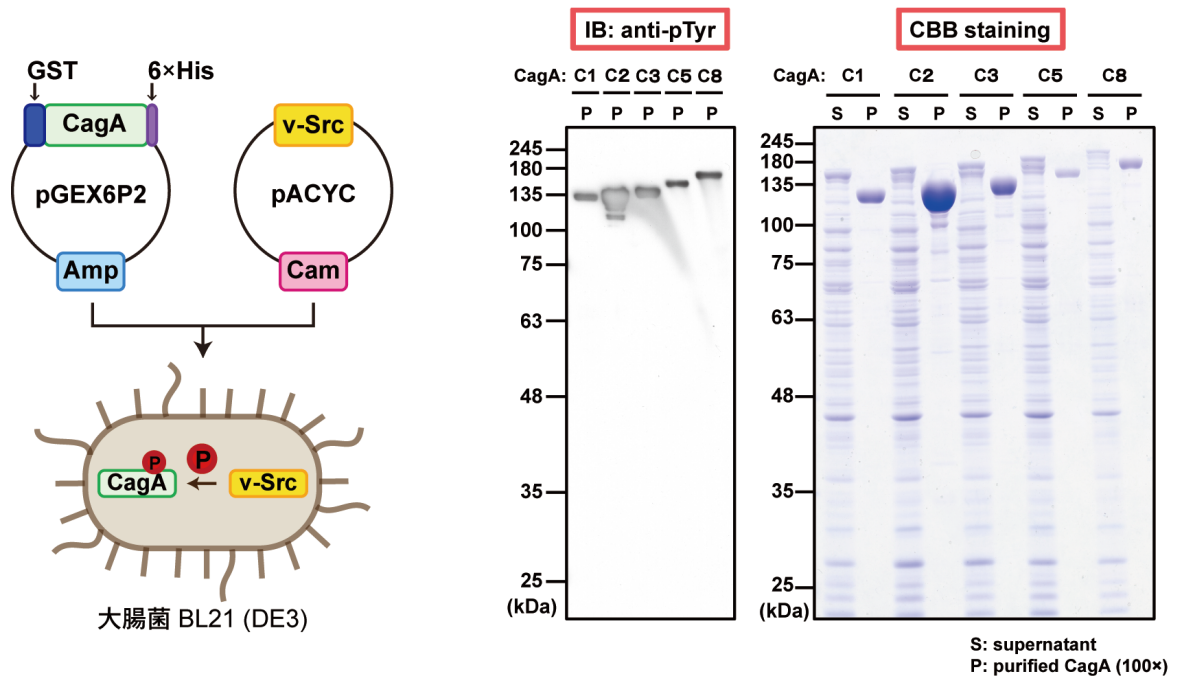 GST 6×His
CagA
pGEX6P2
Amp
v-Src
pACYC
Cam
P P
CagA v-Src
大腸菌 BL21 (DE3)
IB: anti-pTyr
CagA: C1 C2 C3 C5 C8
P P P P P
245
180
135
100
75
63
48
35
25
(kDa)
CBB staining
CagA: C1 C2 C3 C5 C8
S P S P S P S P S P
245
180
135
100
75
63
48
35
25
(kDa)
S: supernatant
P: purified CagA (100×)